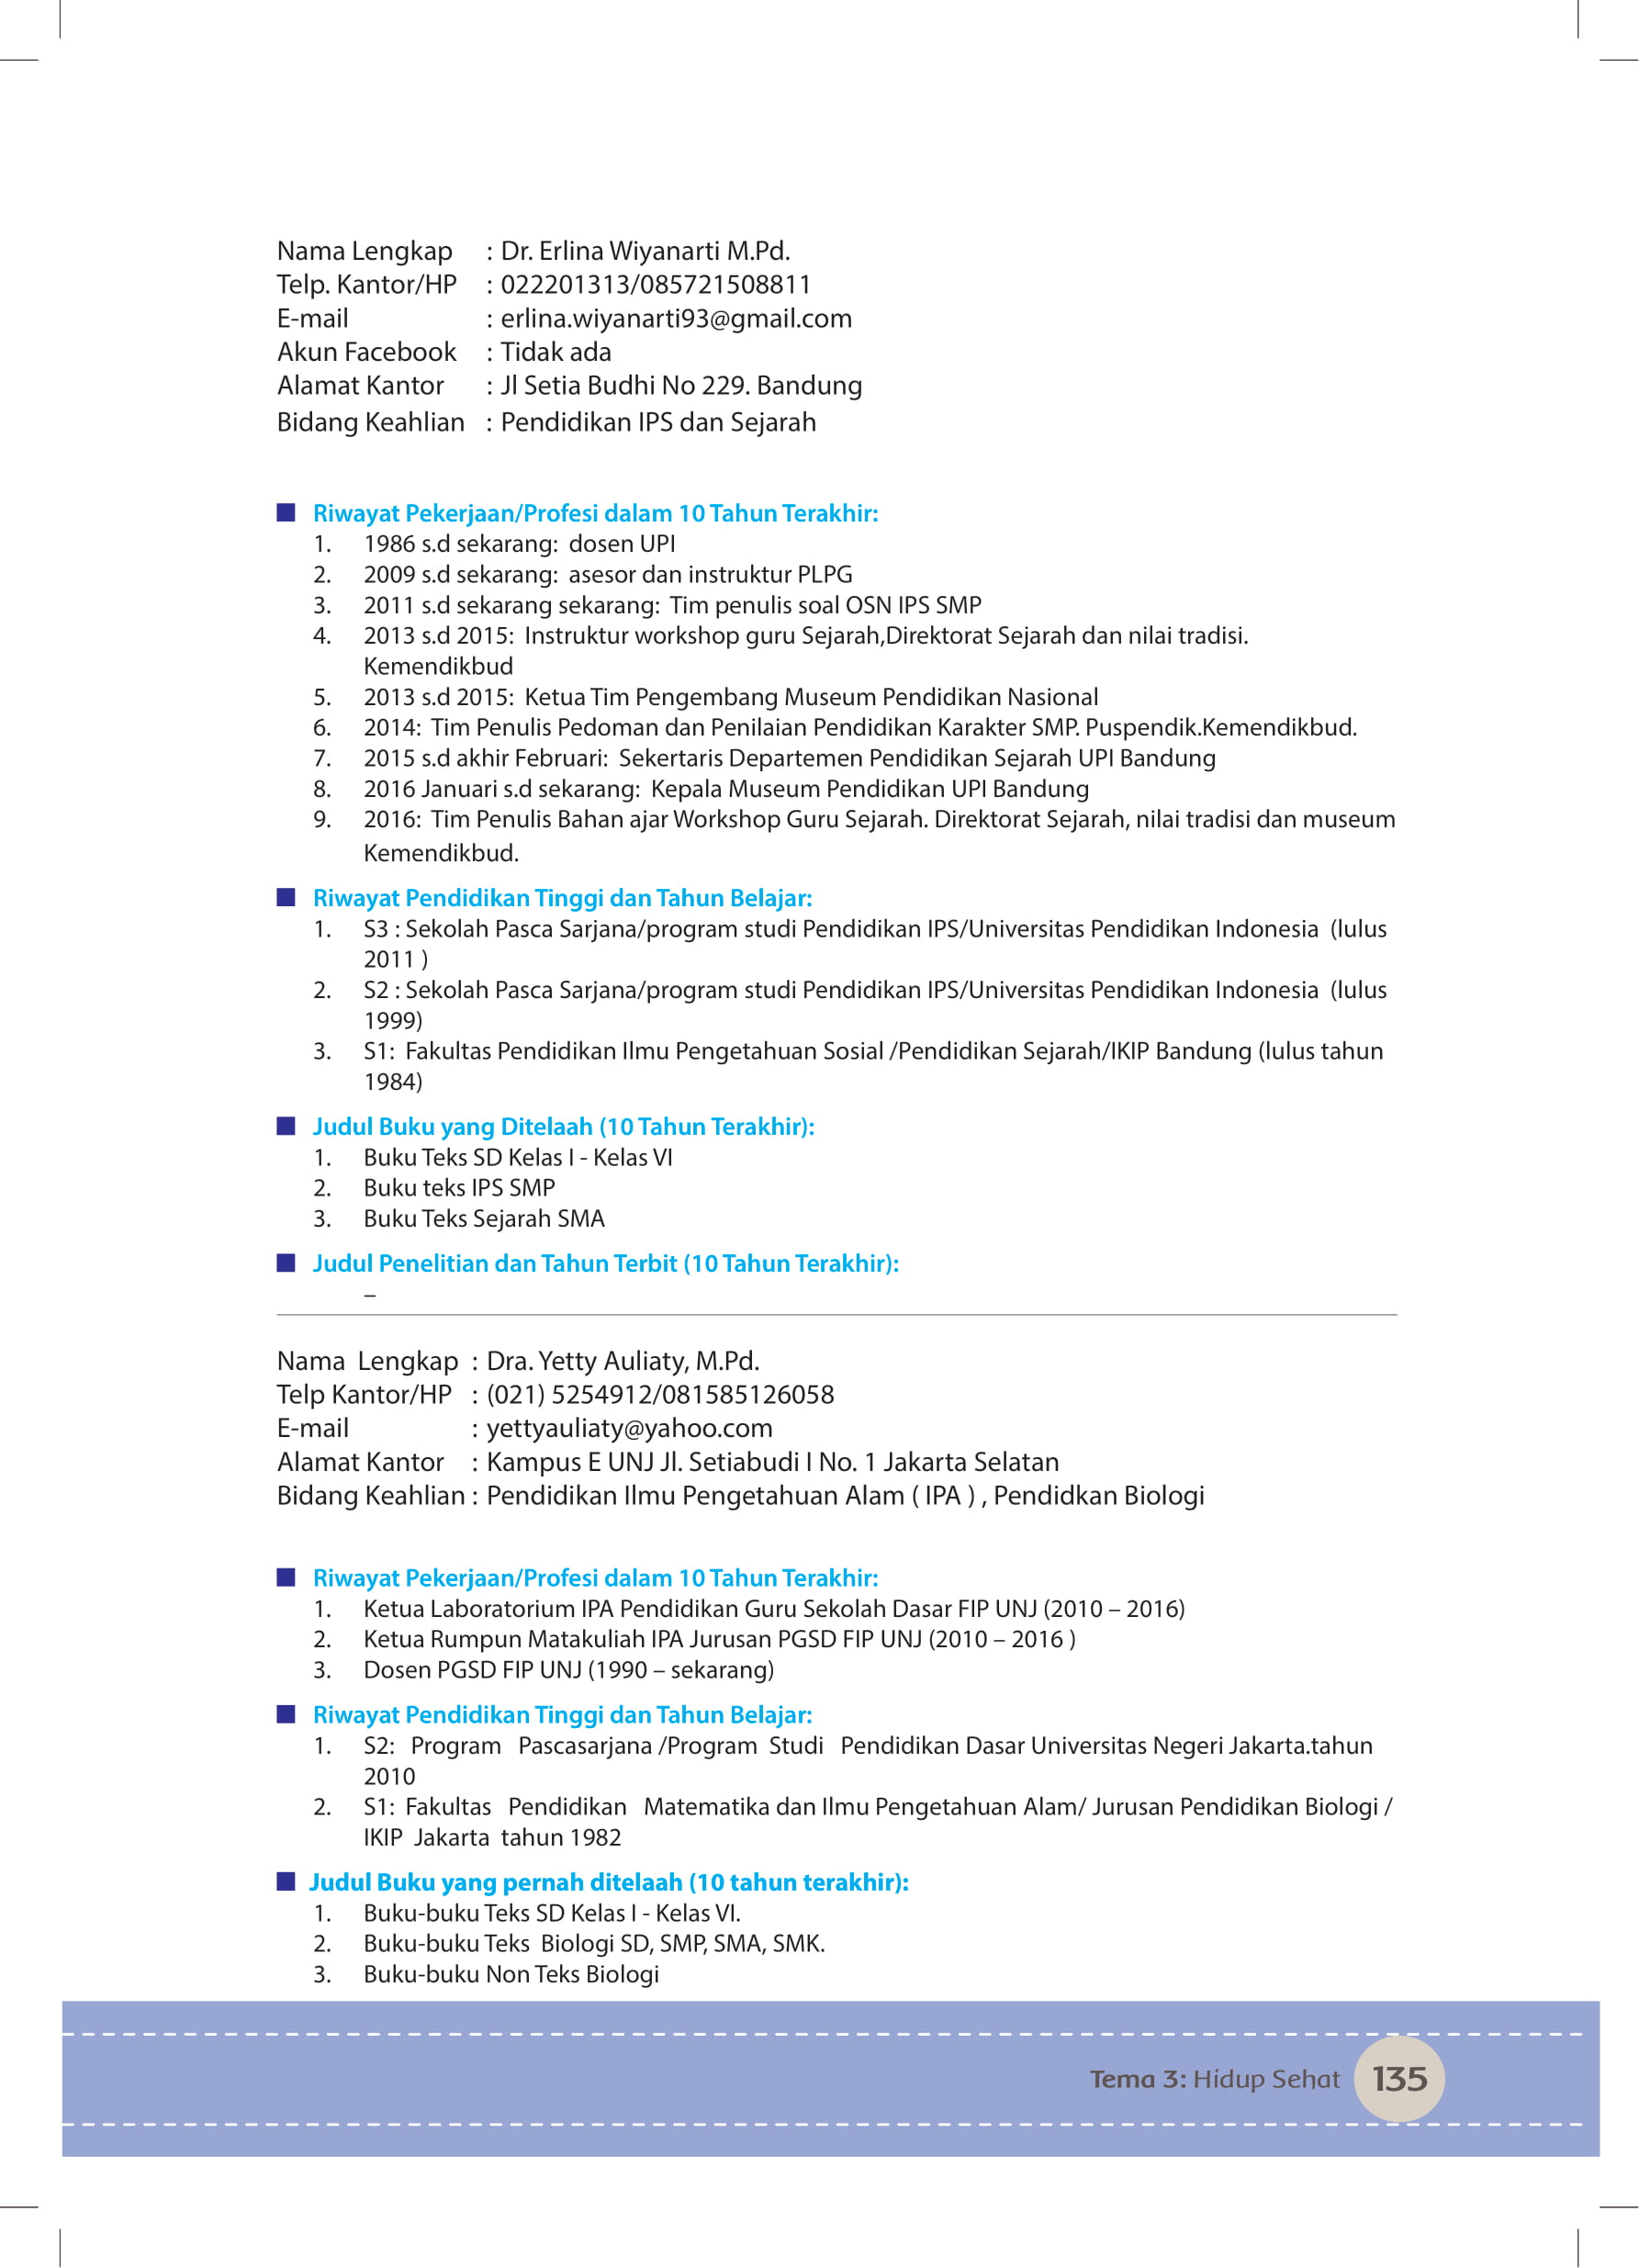 Nama Lengkap : Dr. Erlina Wiyanarti M.Pd.
Telp. Kantor/HP : 022201313/085721508811
E-mail : erlina.wiyanarti93@gmail.com
Akun Facebook : Tidak ada
Alamat Kantor : Jl Setia Budhi No 229. Bandung
Bidang Keahlian : Pendidikan IPS dan Sejarah
Riwayat Pekerjaan/Profesi dalam 10 Tahun Terakhir:
1. 1986 s.d sekarang: dosen UPI
2. 2009 s.d sekarang: asesor dan instruktur PLPG
3. 2011 s.d sekarang sekarang: Tim penulis soal OSN IPS SMP
4. 2013 s.d 2015: Instruktur workshop guru Sejarah,Direktorat Sejarah dan nilai tradisi.
Kemendikbud
5. 2013 s.d 2015: Ketua Tim Pengembang Museum Pendidikan Nasional
6. 2014: Tim Penulis Pedoman dan Penilaian Pendidikan Karakter SMP. Puspendik.Kemendikbud.
7. 2015 s.d akhir Februari: Sekertaris Departemen Pendidikan Sejarah UPI Bandung
8. 2016 Januari s.d sekarang: Kepala Museum Pendidikan UPI Bandung
9. 2016: Tim Penulis Bahan ajar Workshop Guru Sejarah. Direktorat Sejarah, nilai tradisi dan museum
Kemendikbud.
Riwayat Pendidikan Tinggi dan Tahun Belajar:
1. S3 : Sekolah Pasca Sarjana/program studi Pendidikan IPS/Universitas Pendidikan Indonesia (lulus
2011 )
2. S2 : Sekolah Pasca Sarjana/program studi Pendidikan IPS/Universitas Pendidikan Indonesia (lulus
1999)
3. S1: Fakultas Pendidikan Ilmu Pengetahuan Sosial /Pendidikan Sejarah/IKIP Bandung (lulus tahun
1984)
Judul Buku yang Ditelaah (10 Tahun Terakhir):
1. Buku Teks SD Kelas I - Kelas VI
2. Buku teks IPS SMP
3. Buku Teks Sejarah SMA
Judul Penelitian dan Tahun Terbit (10 Tahun Terakhir):
–
Nama Lengkap : Dra. Yetty Auliaty, M.Pd.
Telp Kantor/HP : (021) 5254912/081585126058
E-mail : yettyauliaty@yahoo.com
Alamat Kantor : Kampus E UNJ Jl. Setiabudi I No. 1 Jakarta Selatan
Bidang Keahlian : Pendidikan Ilmu Pengetahuan Alam ( IPA ) , Pendidkan Biologi
Riwayat Pekerjaan/Profesi dalam 10 Tahun Terakhir:
1. Ketua Laboratorium IPA Pendidikan Guru Sekolah Dasar FIP UNJ (2010 – 2016)
2. Ketua Rumpun Matakuliah IPA Jurusan PGSD FIP UNJ (2010 – 2016 )
3. Dosen PGSD FIP UNJ (1990 – sekarang)
Riwayat Pendidikan Tinggi dan Tahun Belajar:
1. S2: Program Pascasarjana /Program Studi Pendidikan Dasar Universitas Negeri Jakarta.tahun
2010
2. S1: Fakultas Pendidikan Matematika dan Ilmu Pengetahuan Alam/ Jurusan Pendidikan Biologi /
IKIP Jakarta tahun 1982
Judul Buku yang pernah ditelaah (10 tahun terakhir):
1. Buku-buku Teks SD Kelas I - Kelas VI.
2. Buku-buku Teks Biologi SD, SMP, SMA, SMK.
3. Buku-buku Non Teks Biologi
Tema 3: Hidup Sehat 135